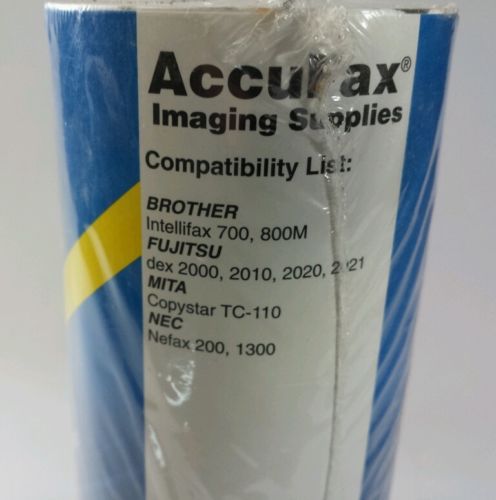 AccuFax®
Imaging Supplies
Compatibility List:
BROTHER
Intellifax 700, 800M
FUJITSU
dex 2000, 2010, 2020, 2021
MITA
Copystar TC-110
NEC
Nefax 200, 1300